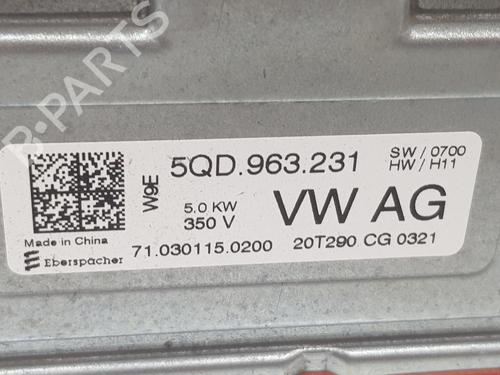 B-PARTS
W9E
5QD.963.231
SW/0700
HW/H11
5.0 KW
350 V
VW AG
Made in China
Eberspächer
71.030115.0200
20T290 CG 0321